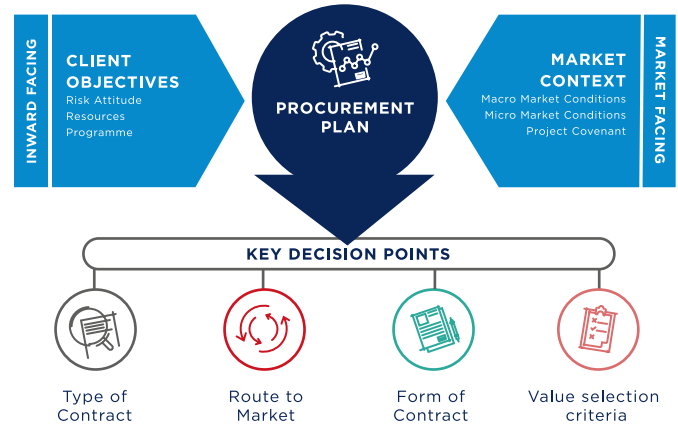 INWARD FACING
CLIENT
OBJECTIVES
Risk Attitude
Resources
Programme
PROCUREMENT
PLAN
MARKET
CONTEXT
Macro Market Conditions
Micro Market Conditions
Project Covenant
MARKET FACING
KEY DECISION POINTS
Type of
Contract
Route to
Market
Form of
Contract
Value selection
criteria